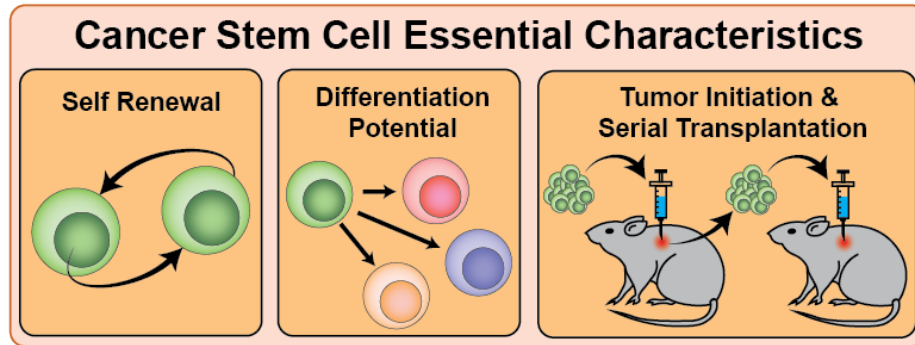 Cancer Stem Cell Essential Characteristics
Self Renewal
Differentiation
Potential
Tumor Initiation &
Serial Transplantation